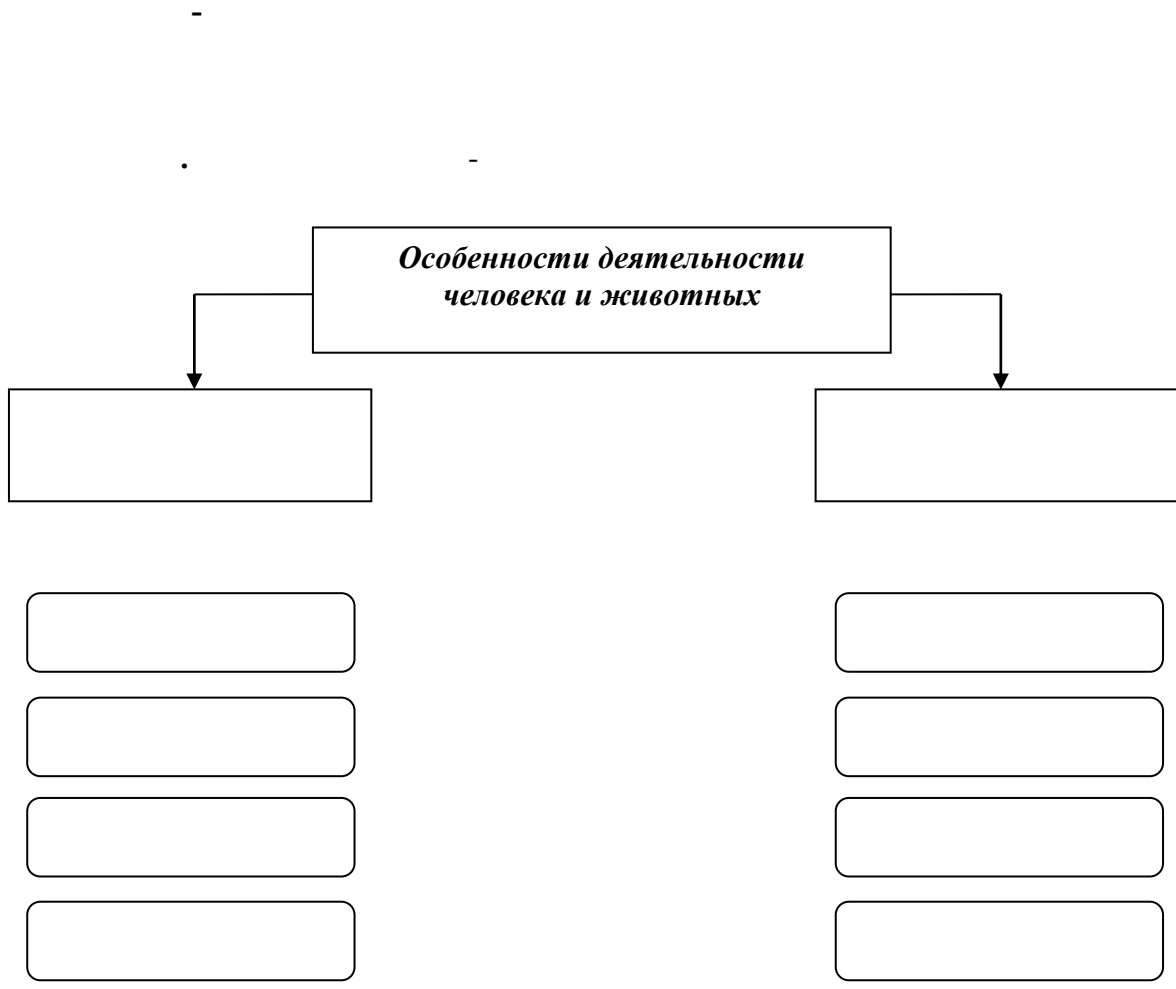 -
. -
Особенности деятельности
человека и животных